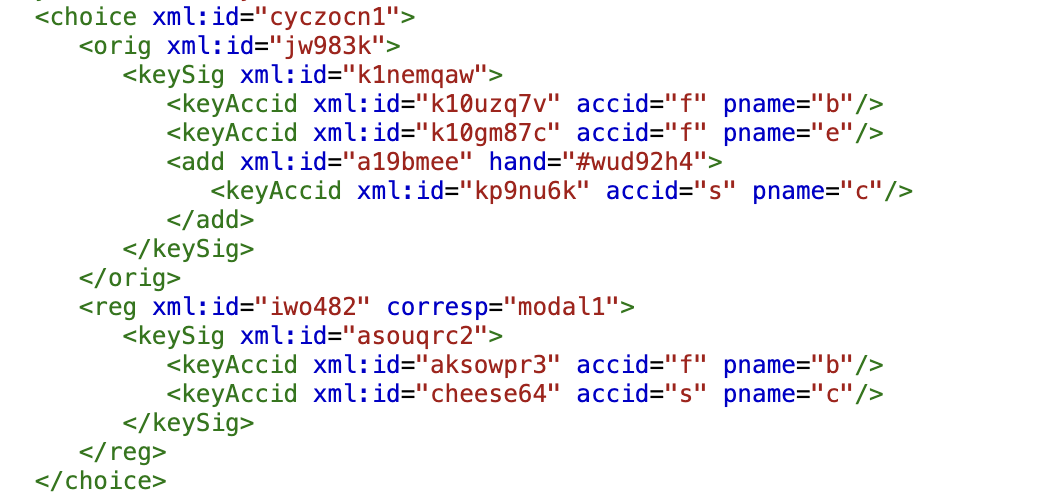 <choice xml:id="cyczocn1">
<orig xml:id="jw983k">
<keySig xml:id="k1nemqaw">
<keyAccid xml:id="k10uzq7v" accid="f" pname="b"/>
<keyAccid xml:id="k10gm87c" accid="f" pname="e"/>
<add xml:id="a19bmee" hand="#wud92h4">
<keyAccid xml:id="kp9nu6k" accid="s" pname="c"/>
</add>
</keySig>
</orig>
<reg xml:id="iwo482" corresp="modal1">
<keySig xml:id="asouqrc2">
<keyAccid xml:id="aksowpr3" accid="f" pname="b"/>
<keyAccid xml:id="cheese64" accid="s" pname="c"/>
</keySig>
</reg>
</choice>